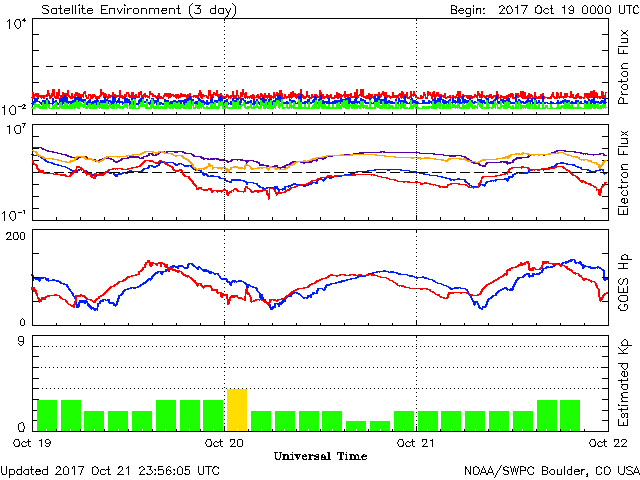 Satellite Environment (3 day) Begin: 2017 Oct 19 0000 UTC
10^4
10^-2
Proton Flux
10^7
10^-1
Electron Flux
200
0
GOES Hp
9
0
Estimated Kp
Oct 19 Oct 20 Oct 21 Oct 22
Universal Time
Updated 2017 Oct 21 23:56:05 UTC NOAA/SWPC Boulder, CO USA